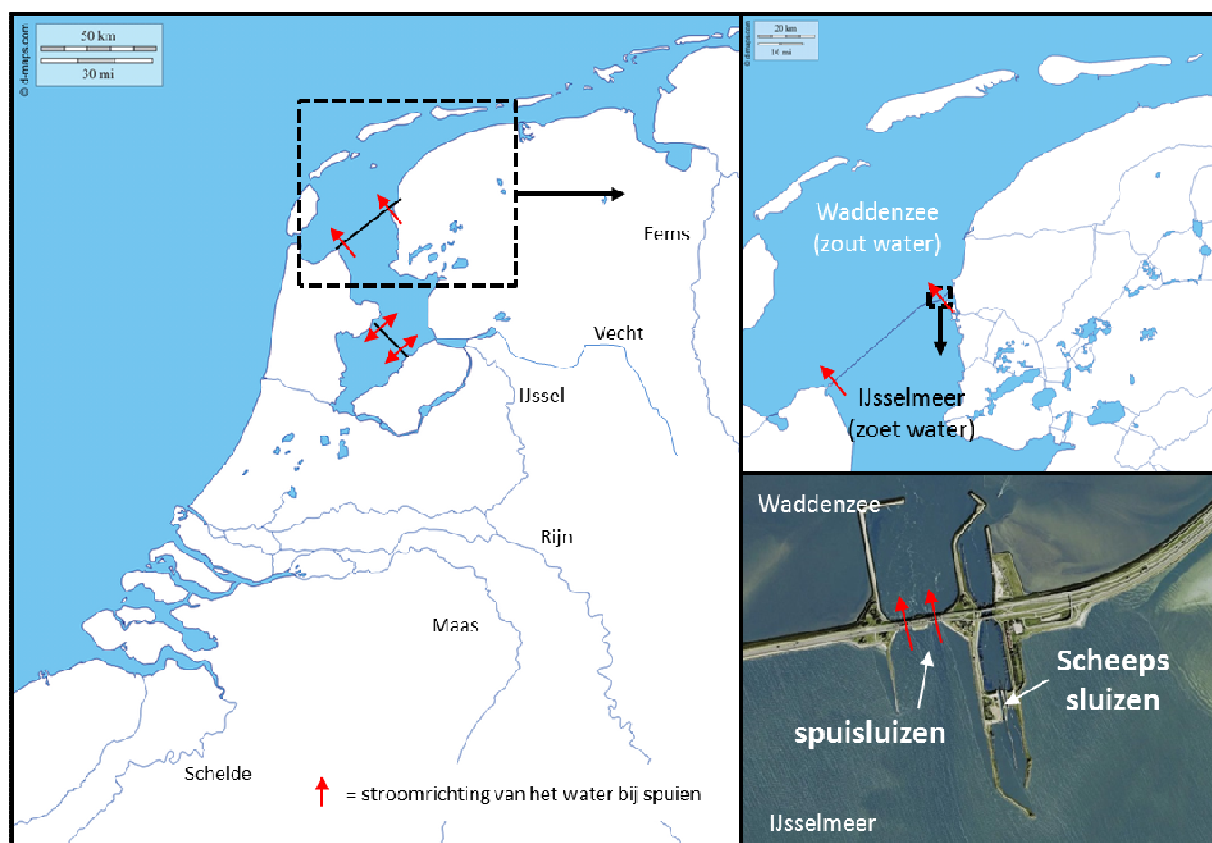 50 km
30 mi
© d-maps.com
Eems
Vecht
IJssel
Rijn
Maas
Schelde
= stroomrichting van het water bij spuien
20 km
10 mi
© d-maps.com
Waddenzee
(zout water)
IJsselmeer
(zoet water)
Waddenzee
Scheeps
sluizen
spuisluizen
IJsselmeer